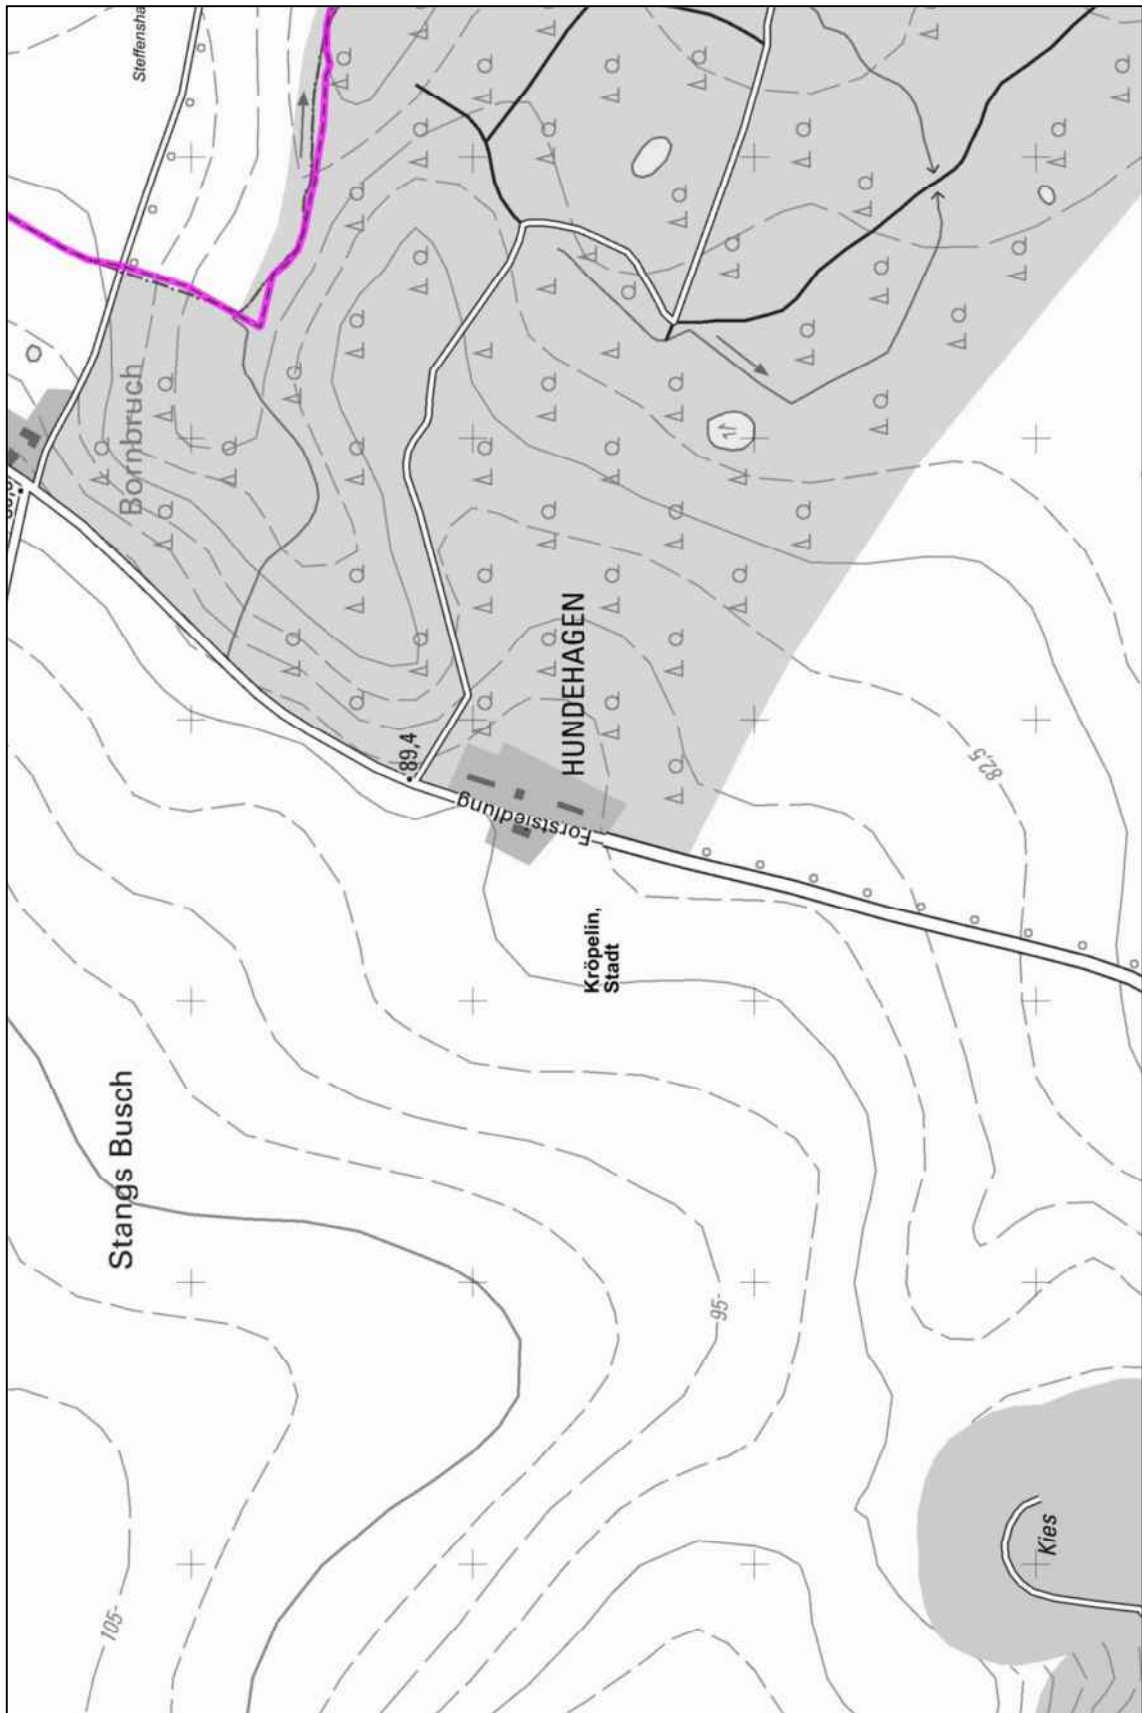 Steffensha
Bornbruch
89,4
HUNDEHAGEN
Forstsiedlung
82,5
Kröpelin,
Stadt
Stangs Busch
95-
105-
Kies